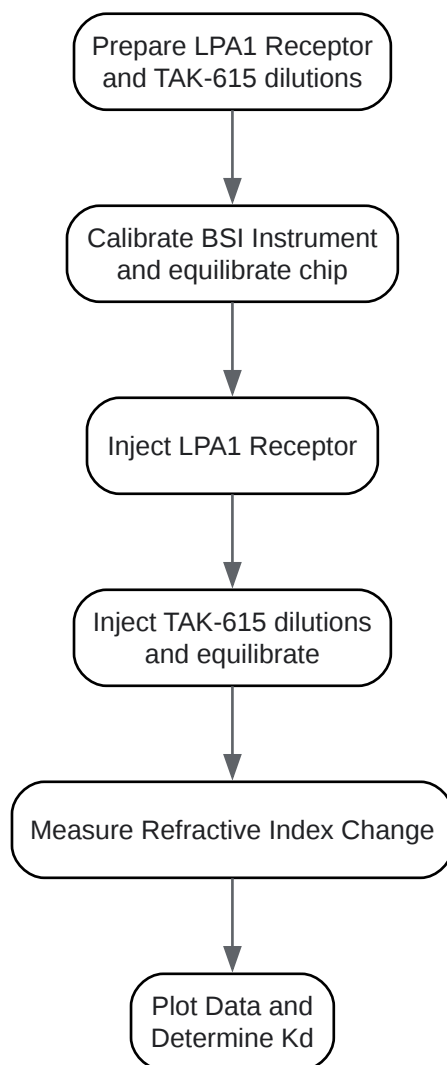 Prepare LPA1 Receptor
and TAK-615 dilutions
Calibrate BSI Instrument
and equilibrate chip
Inject LPA1 Receptor
Inject TAK-615 dilutions
and equilibrate
Measure Refractive Index Change
Plot Data and
Determine Kd